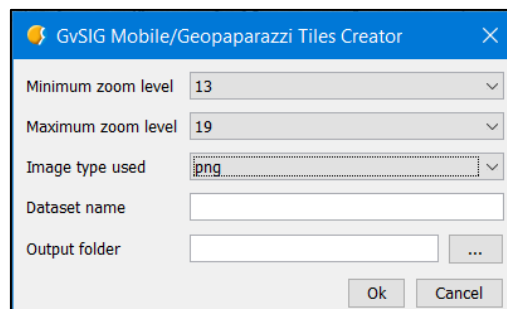 GvSIG Mobile/Geopaparazzi Tiles Creator
Minimum zoom level 13
Maximum zoom level 19
Image type used png
Dataset name
Output folder ...
Ok Cancel